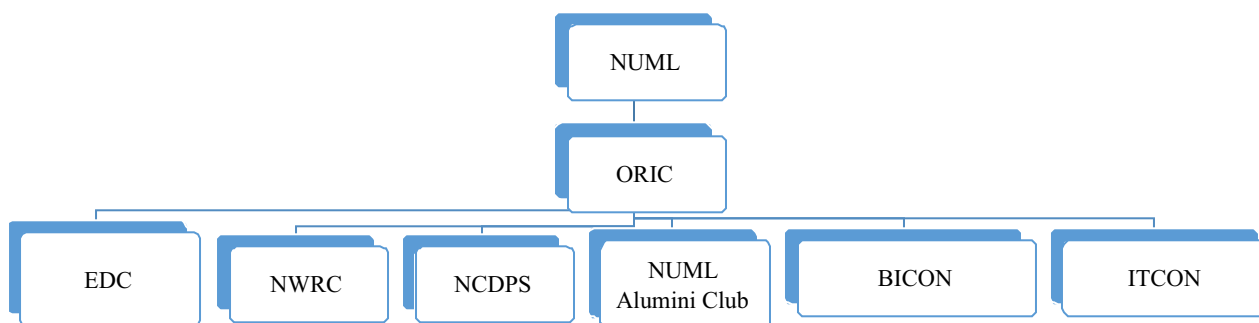 NUML
ORIC
EDC
NWRC
NCDPS
NUML
Alumini Club
BICON
ITCON